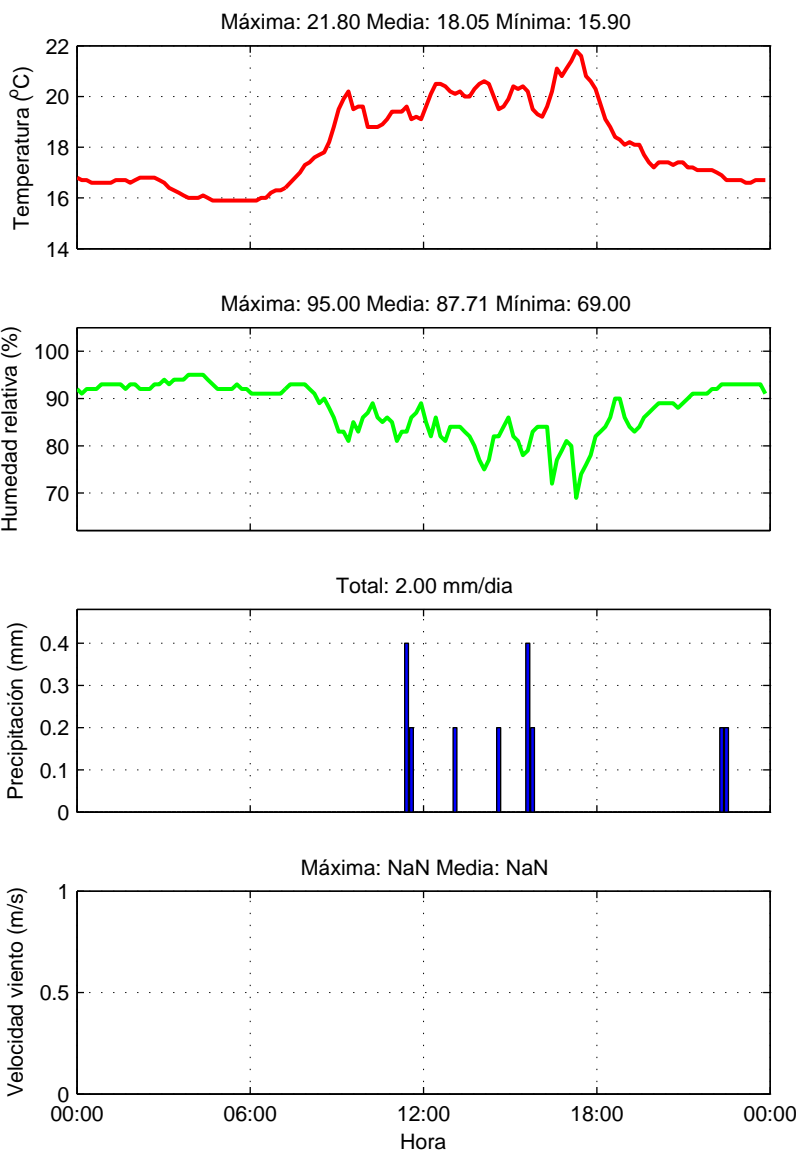 Máxima: 21.80 Media: 18.05 Mínima: 15.90
Temperatura (ºC)
22
20
18
16
14
Máxima: 95.00 Media: 87.71 Mínima: 69.00
Humedad relativa (%)
100
90
80
70
Total: 2.00 mm/dia
Precipitación (mm)
0.4
0.3
0.2
0.1
0
Máxima: NaN Media: NaN
Velocidad viento (m/s)
1
0.5
0
00:00 06:00 12:00 18:00 00:00
Hora